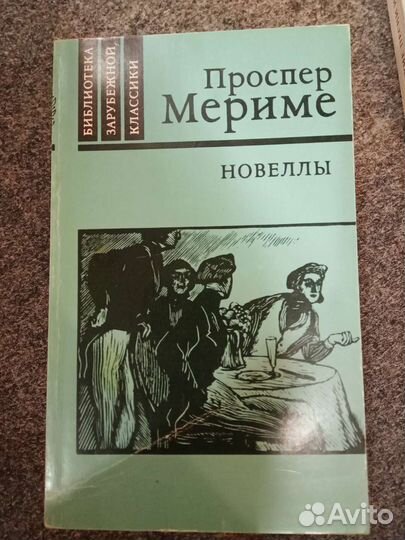 БИБЛИОТЕКА
ЗАРУБЕЖНОЙ
КЛАССИКИ
Проспер
Мериме
НОВЕЛЛЫ
Avito